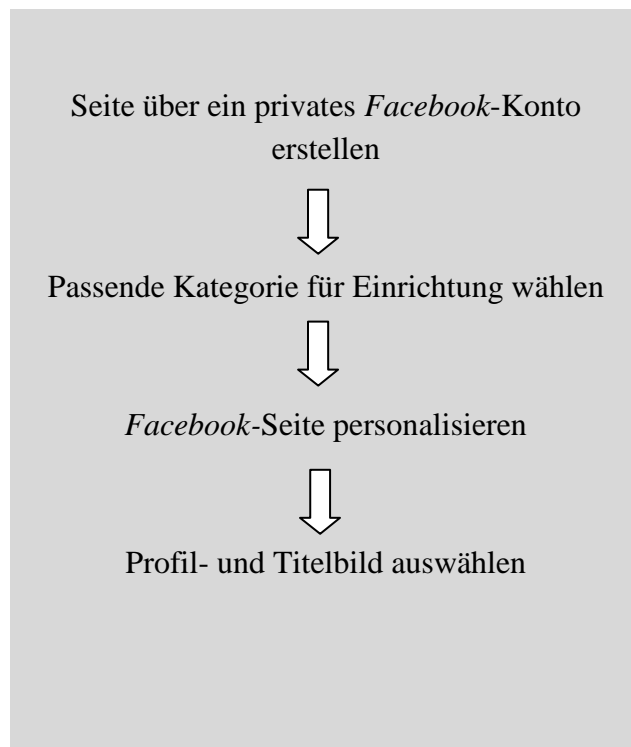 Seite über ein privates Facebook-Konto
erstellen
Passende Kategorie für Einrichtung wählen
Facebook-Seite personalisieren
Profil- und Titelbild auswählen